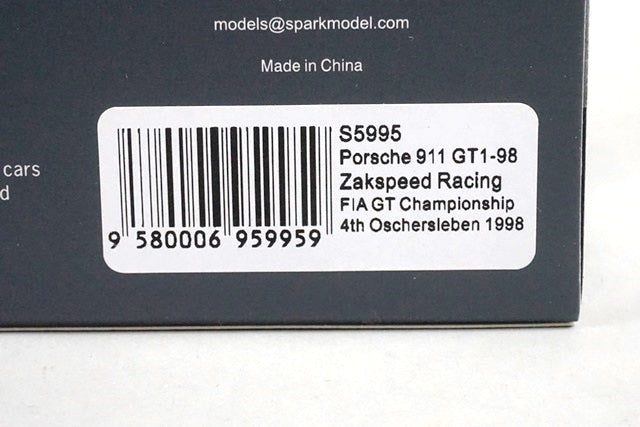 models@sparkmodel.com
Made in China
cars
d
S5995
Porsche 911 GT1-98
Zakspeed Racing
FIA GT Championship
4th Oschersleben 1998
9 580006 959959